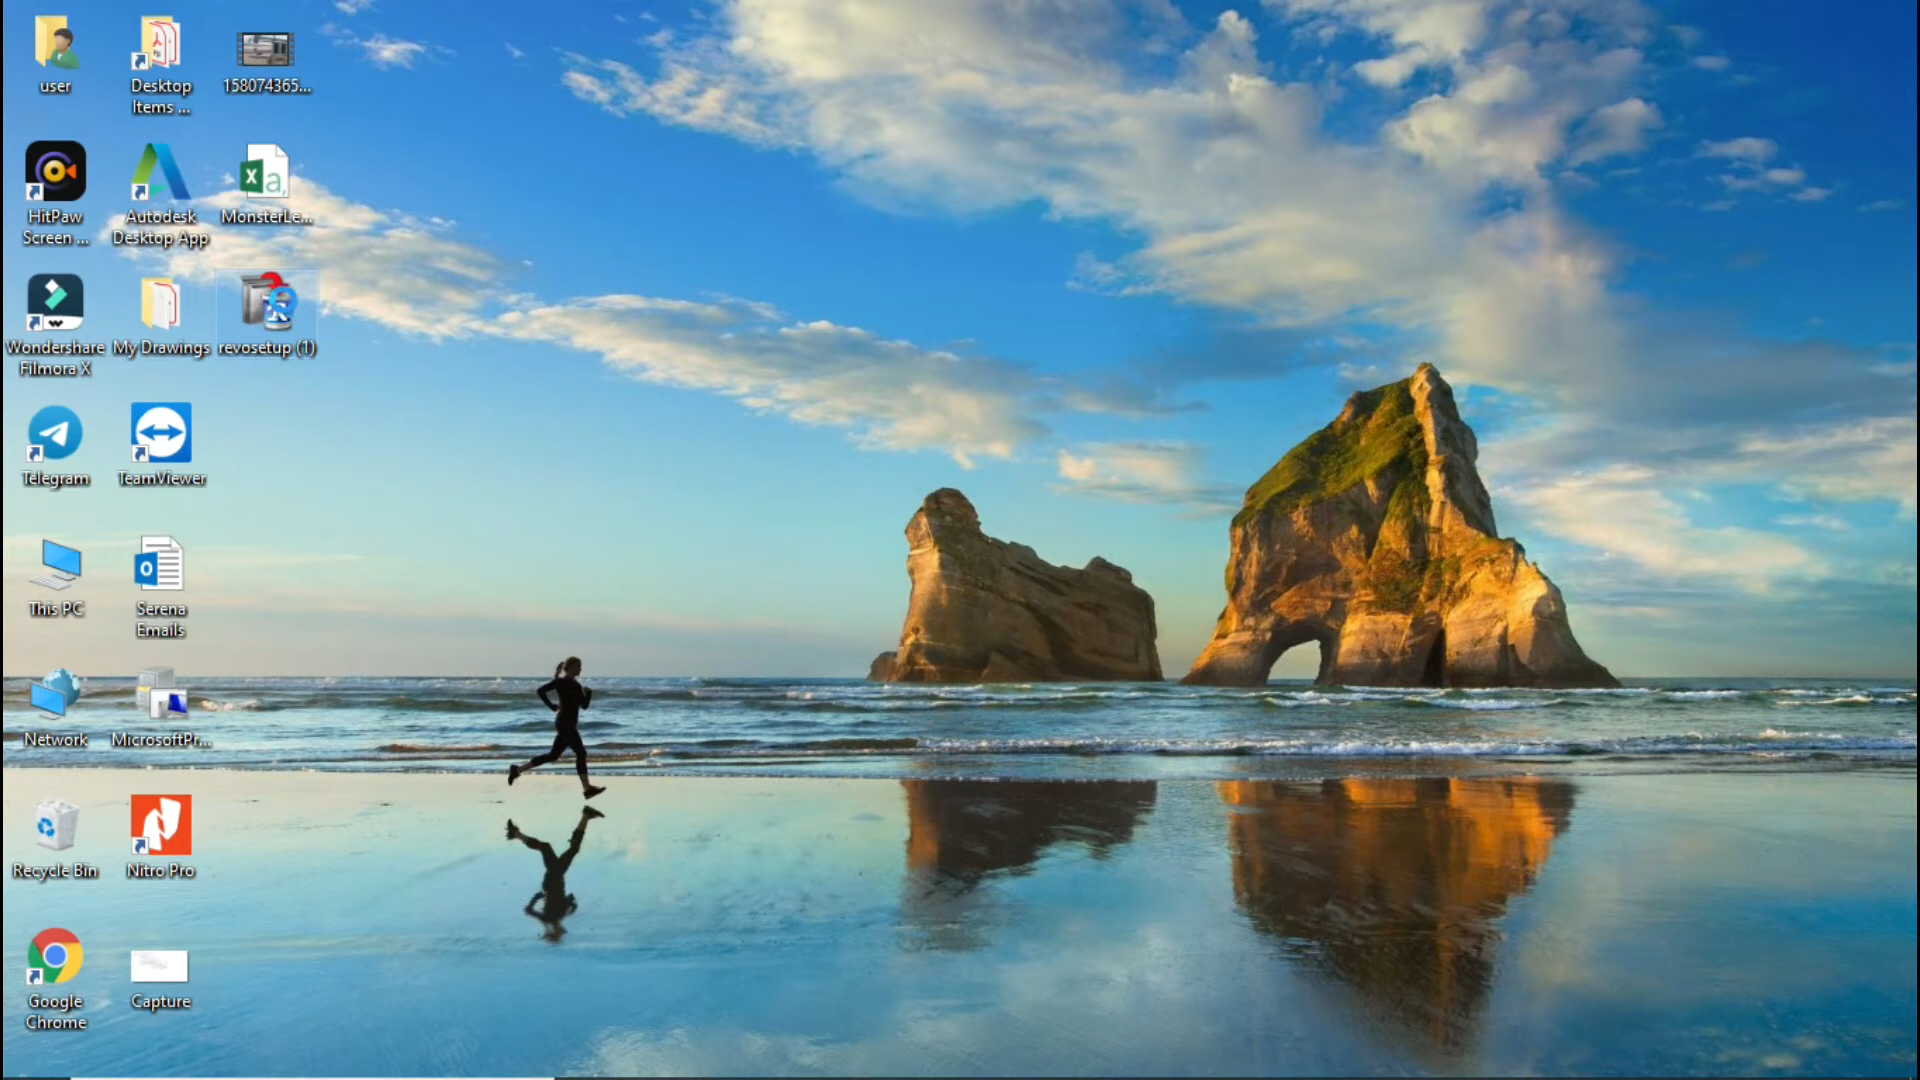 user
Desktop
Items ...
158074365...
HitPaw
Screen ...
Autodesk
Desktop App
MonsterLe...
Wondershare
Filmora X
My Drawings
revosetup (1)
Telegram
TeamViewer
This PC
Serena
Emails
Network
MicrosoftPr...
Recycle Bin
Nitro Pro
Google
Chrome
Capture